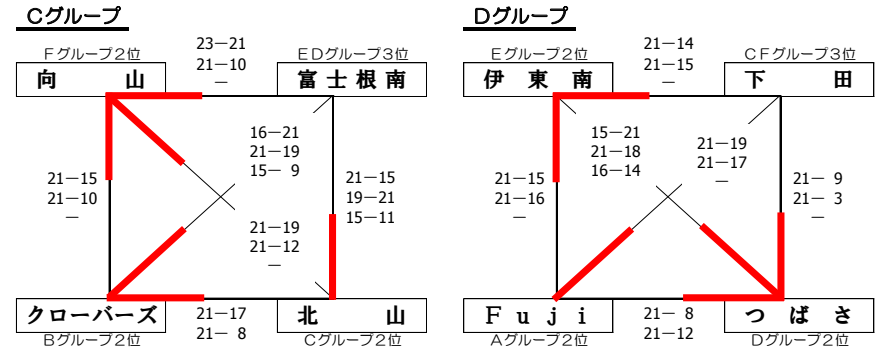 Cグループ
Fグループ2位
向 山
23-21
21-10
-
EDグループ3位
富士根南
16-21
21-19
15- 9
21-15
21-10
-
21-15
19-21
15-11
21-19
21-12
-
クローバーズ
Bグループ2位
21-17
21- 8
北 山
Cグループ2位
Dグループ
Eグループ2位
伊 東 南
21-14
21-15
-
CFグループ3位
下 田
15-21
21-18
16-14
21-19
21-17
-
21-15
21-16
-
21- 9
21- 3
-
Fuji
Aグループ2位
21- 8
21-12
つ ば さ
Dグループ2位